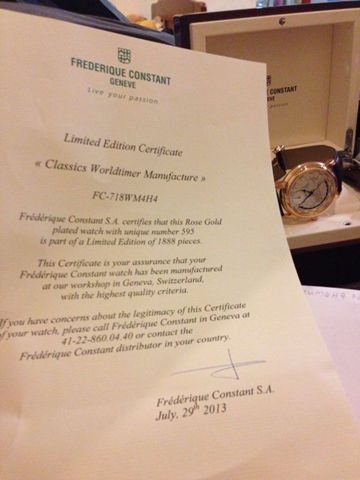 FREDERIQUE CONSTANT
GENEVE
Live your passion
Limited Edition Certificate
« Classics Worldtimer Manufacture »
FC-718WM4H4
Frédérique Constant S.A. certifies that this Rose Gold
plated watch with unique number 595
is part of a Limited Edition of 1888 pieces.
This Certificate is your assurance that your
Frédérique Constant watch has been manufactured
at our workshop in Geneva, Switzerland,
with the highest quality criteria.
If you have concerns about the legitimacy of this Certificate
of your watch, please call Frédérique Constant in Geneva at
41-22-860.04.40 or contact the
Frédérique Constant distributor in your country.
Frédérique Constant S.A.
July, 29th 2013